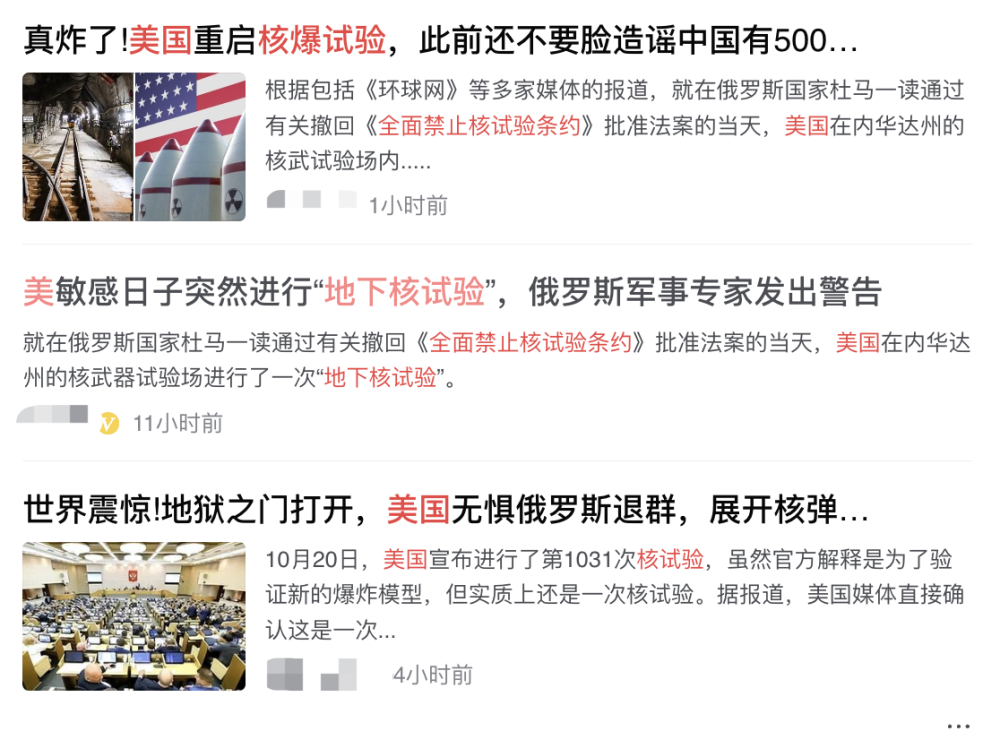 真炸了!美国重启核爆试验，此前还不要脸造谣中国有500…
根据包括《环球网》等多家媒体的报道，就在俄罗斯国家杜马一读通过
有关撤回《全面禁止核试验条约》批准法案的当天，美国在内华达州的
核武试验场内.....
1小时前
美敏感日子突然进行“地下核试验”，俄罗斯军事专家发出警告
就在俄罗斯国家杜马一读通过有关撤回《全面禁止核试验条约》批准法案的当天，美国在内华达
州的核武器试验场进行了一次“地下核试验”。
11小时前
世界震惊!地狱之门打开，美国无惧俄罗斯退群，展开核弹…
10月20日，美国宣布进行了第1031次核试验，虽然官方解释是为了验
证新的爆炸模型，但实质上还是一次核试验。据报道，美国媒体直接确
认这是一次...
4小时前